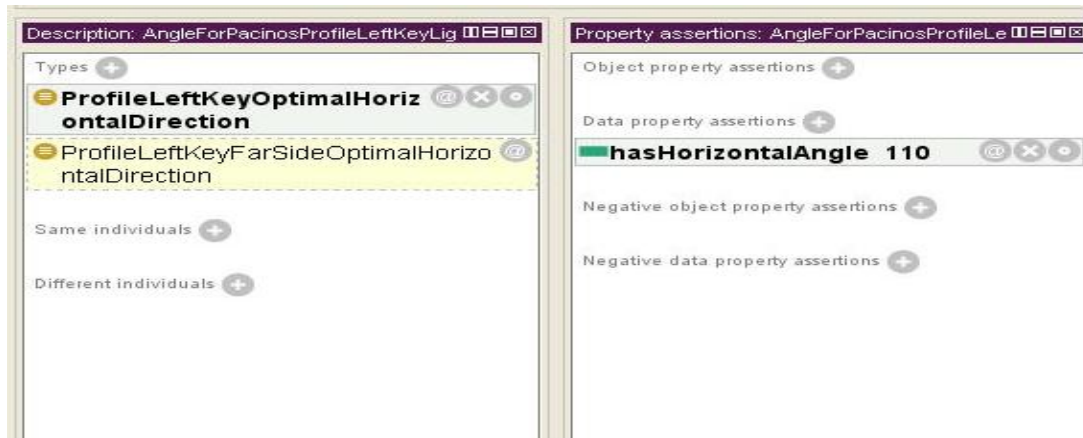 Description: AngleForPacinosProfileLeftKeyLig
Types
ProfileLeftKeyOptimalHoriz
ontalDirection
ProfileLeftKeyFarSideOptimalHorizo
ntalDirection
Same individuals
Different individuals
Property assertions: AngleForPacinosProfileLe
Object property assertions
Data property assertions
hasHorizontalAngle 110
Negative object property assertions
Negative data property assertions